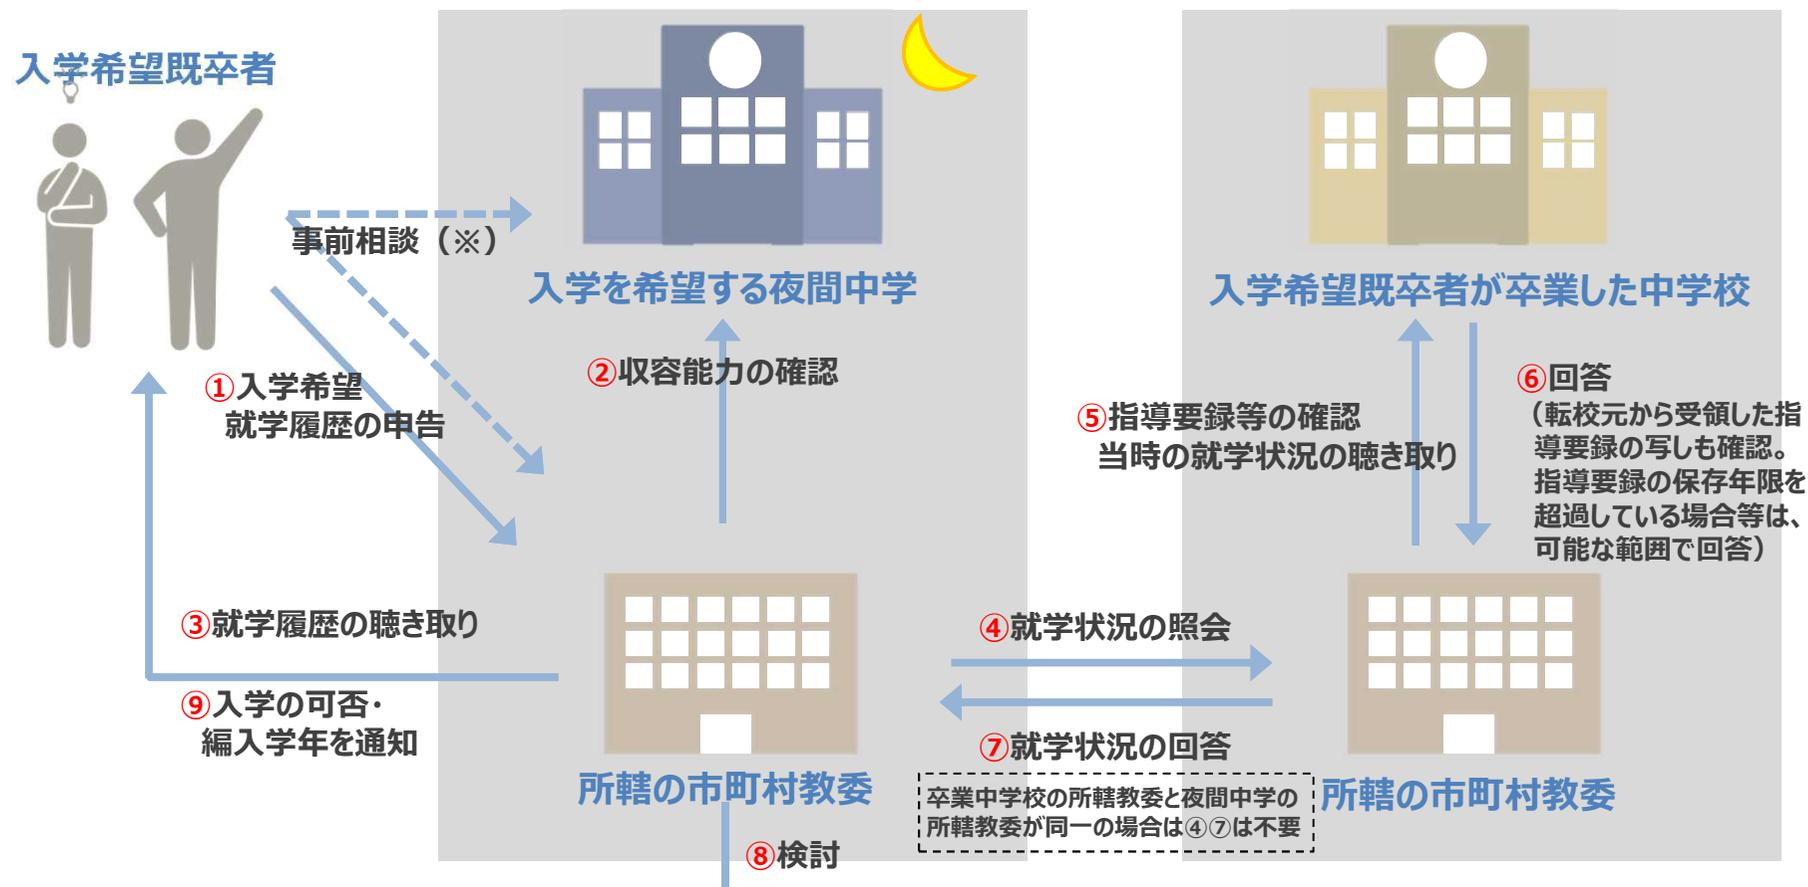 入学希望既卒者
事前相談（※）
入学を希望する夜間中学
入学希望既卒者が卒業した中学校
①入学希望
就学履歴の申告
②収容能力の確認
⑤指導要録等の確認
当時の就学状況の聴き取り
⑥回答
（転校元から受領した指
導要録の写しも確認。
指導要録の保存年限を
超過している場合等は、
可能な範囲で回答）
③就学履歴の聴き取り
④就学状況の照会
⑨入学の可否・
編入学年を通知
⑦就学状況の回答
所轄の市町村教委
卒業中学校の所轄教委と夜間中学の
所轄教委が同一の場合は④⑦は不要
所轄の市町村教委
⑧検討